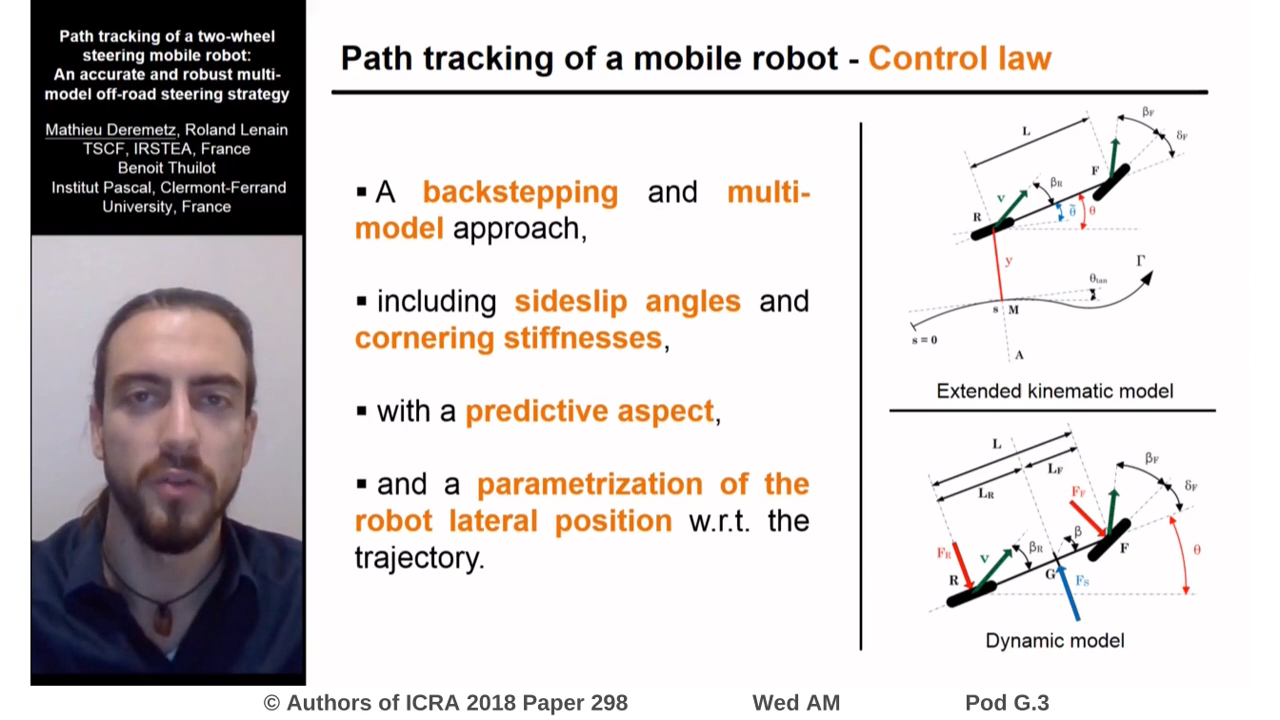 Path tracking of a two-wheel
steering mobile robot:
An accurate and robust multi-
model off-road steering strategy
Mathieu Deremetz, Roland Lenain
TSCF, IRSTEA, France
Benoit Thuilot
Institut Pascal, Clermont-Ferrand
University, France
Path tracking of a mobile robot - Control law
▪ A backstepping and multi-
model approach,
▪ including sideslip angles and
cornering stiffnesses,
▪ with a predictive aspect,
▪ and a parametrization of the
robot lateral position w.r.t. the
trajectory.
L
βF
δF
F
βR
v
θ̃
θ
R
y
Γ
θtan
s
M
s = 0
A
Extended kinematic model
L
LF
LR
βF
δF
FF
β
FR
v
βR
F
θ
R
G
FS
Dynamic model
© Authors of ICRA 2018 Paper 298
Wed AM
Pod G.3